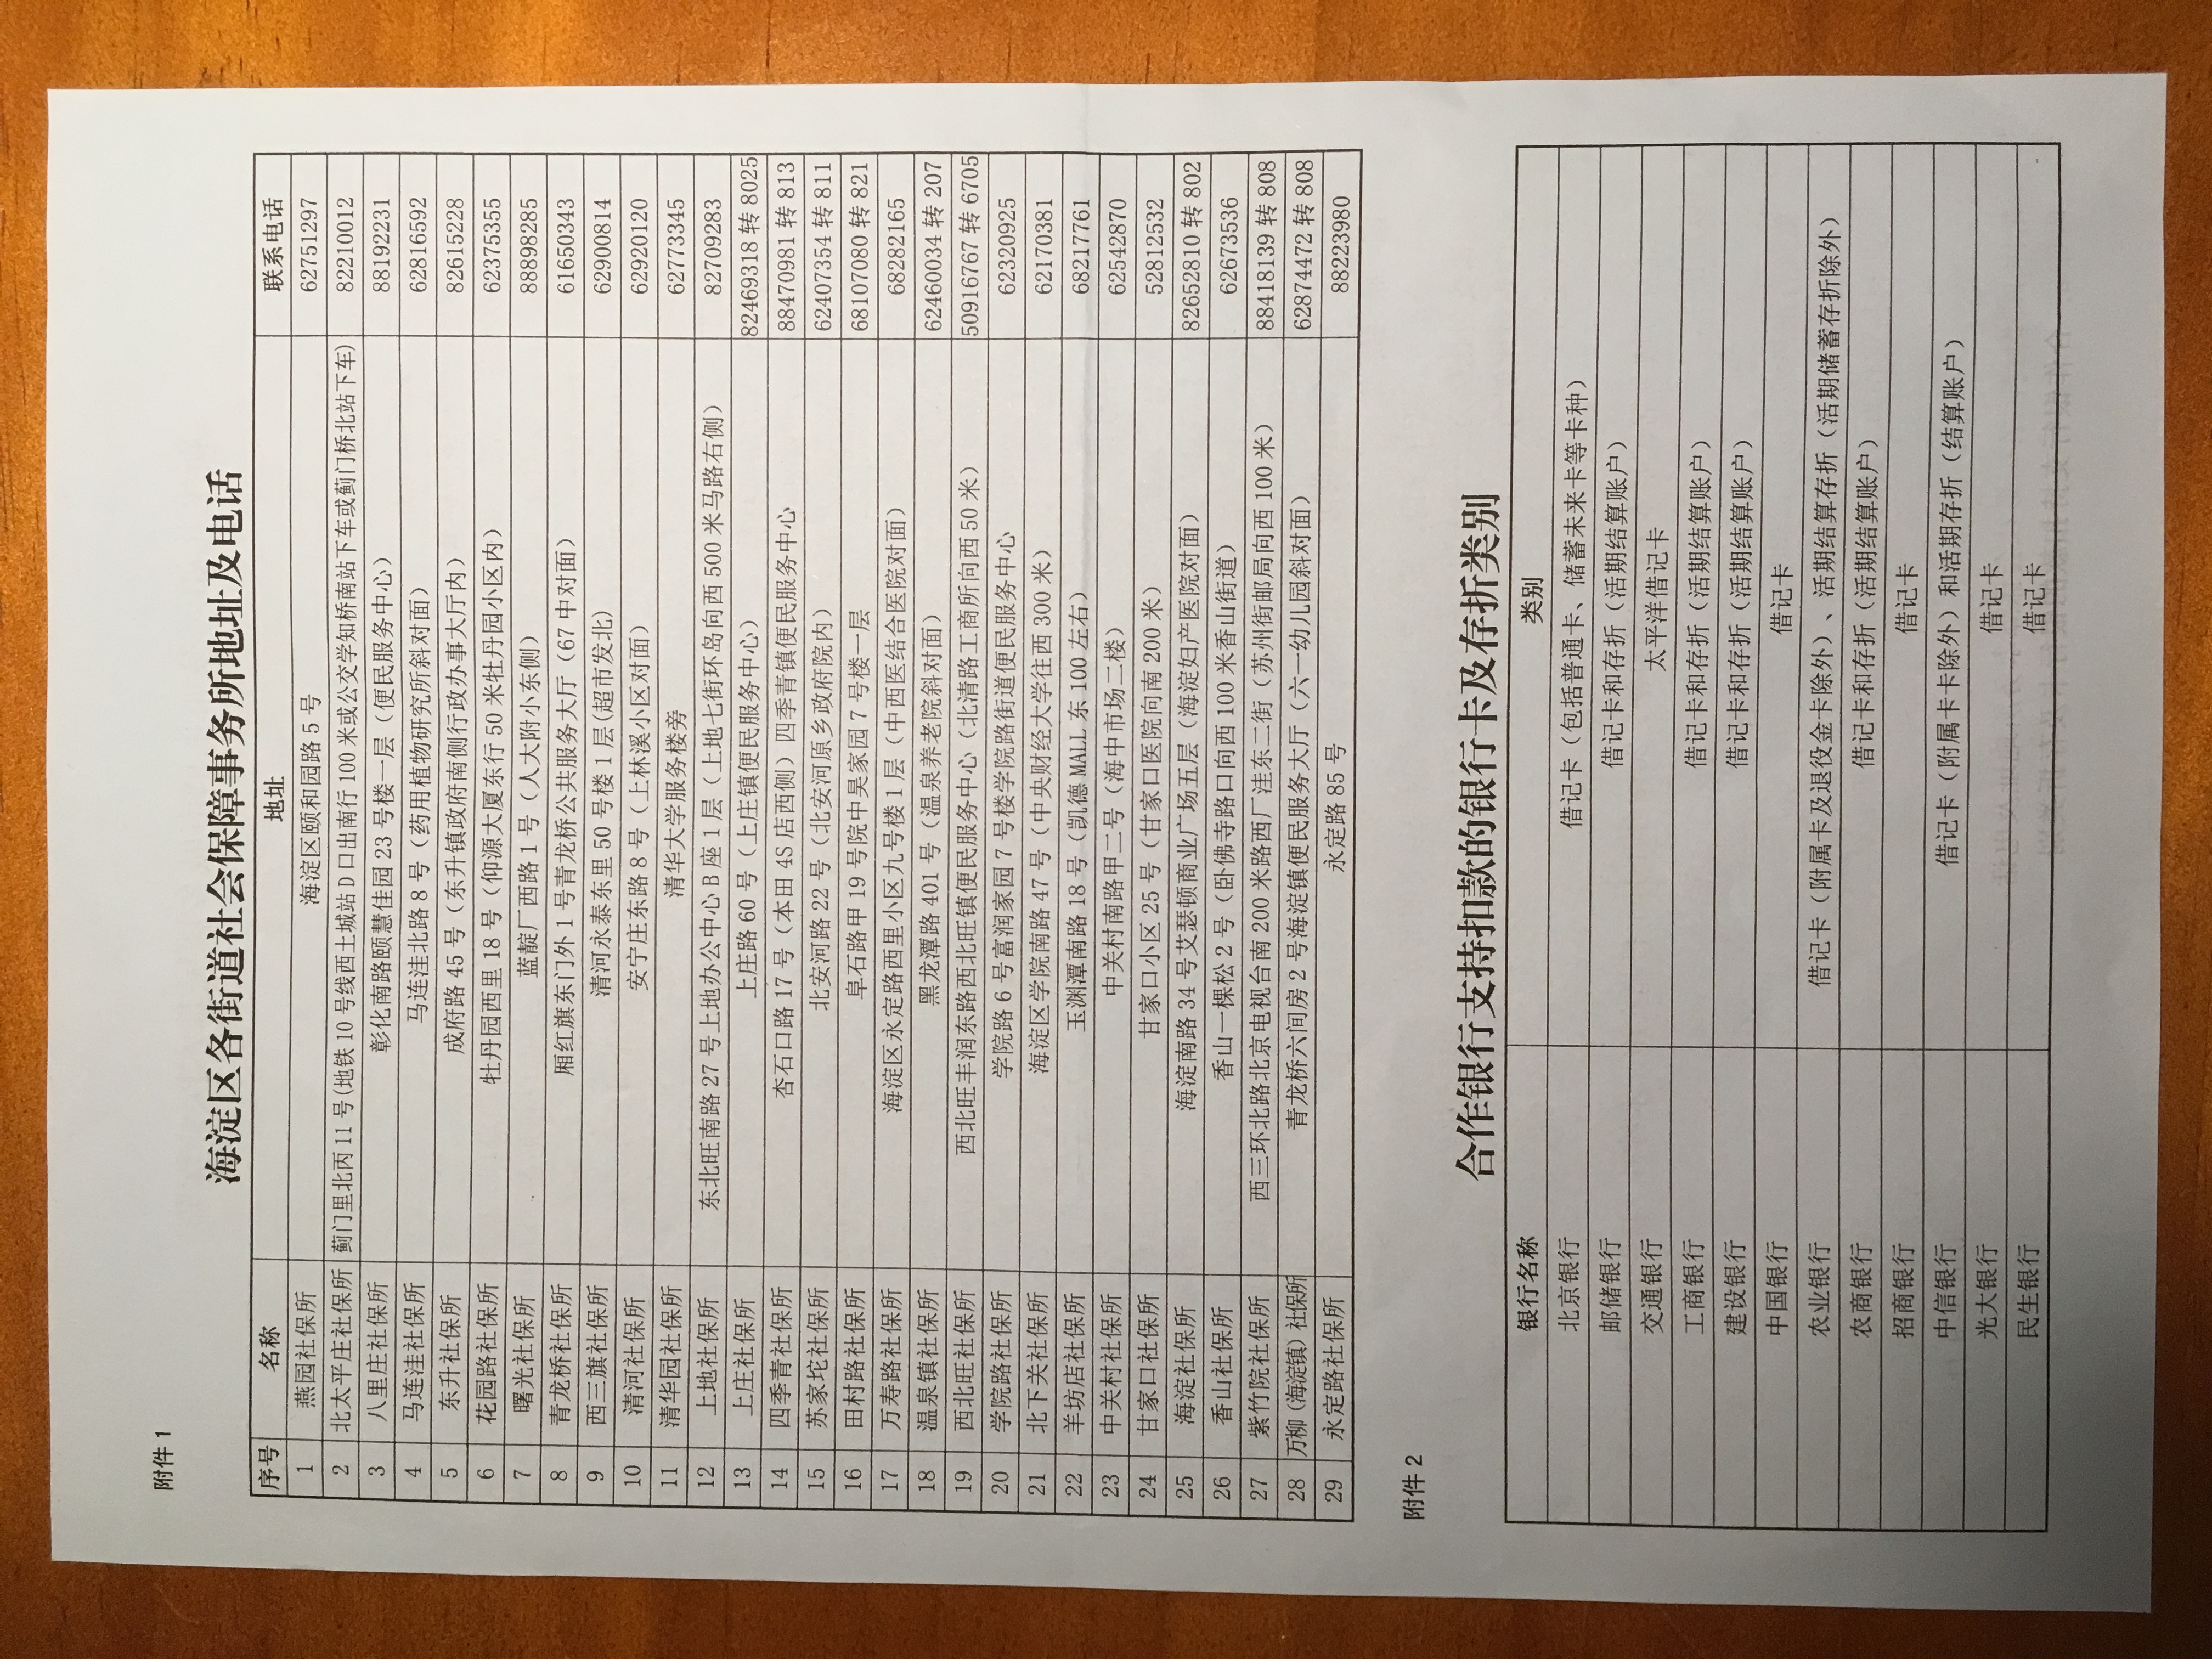 附件 1
海淀区各街道社会保障事务所地址及电话
序号 名称 地址 联系电话
1 燕园社保所 海淀区颐和园路 5 号 62751297
2 北太平庄社保所 蓟门里北丙 11 号(地铁 10 号线西土城站 D 口出南行 100 米或公交学知桥南站下车或蓟门桥北站下车) 82210012
3 八里庄社保所 彰化南路颐慧佳园 23 号楼一层（便民服务中心） 88192231
4 马连洼社保所 马连洼北路 8 号（药用植物研究所斜对面） 62816592
5 东升社保所 成府路 45 号（东升镇政府南侧行政办事大厅内） 82615228
6 花园路社保所 牡丹园西里 18 号（仰源大厦东行 50 米牡丹园小区内） 62375355
7 曙光社保所 蓝靛厂西路 1 号（人大附小东侧） 88898285
8 青龙桥社保所 厢红旗东门外 1 号青龙桥公共服务大厅（67 中对面） 61650343
9 西三旗社保所 清河永泰东里 50 号楼 1 层(超市发北) 62900814
10 清河社保所 安宁庄东路 8 号（上林溪小区对面） 62920120
11 清华园社保所 清华大学服务楼旁 62773345
12 上地社保所 东北旺南路 27 号上地办公中心 B 座 1 层（上地七街环岛向西 500 米马路右侧） 82709283
13 上庄社保所 上庄路 60 号（上庄镇便民服务中心） 82469318 转 8025
14 四季青社保所 杏石口路 17 号（本田 4S 店西侧）四季青镇便民服务中心 88470981 转 813
15 苏家坨社保所 北安河路 22 号（北安河原乡政府院内） 62407354 转 811
16 田村路社保所 阜石路甲 19 号院中昊家园 7 号楼一层 68107080 转 821
17 万寿路社保所 海淀区永定路西里小区九号楼 1 层（中西医结合医院对面） 68282165
18 温泉镇社保所 黑龙潭路 401 号（温泉养老院斜对面） 62460034 转 207
19 西北旺社保所 西北旺丰润东路西北旺镇便民服务中心（北清路工商所向西 50 米） 50916767 转 6705
20 学院路社保所 学院路 6 号富润家园 7 号楼学院路街道便民服务中心 62320925
21 北下关社保所 海淀区学院南路 47 号（中央财经大学往西 300 米） 62170381
22 羊坊店社保所 玉渊潭南路 18 号（凯德 MALL 东 100 左右） 68217761
23 中关村社保所 中关村南路甲二号（海中市场二楼） 62542870
24 甘家口社保所 甘家口小区 25 号（甘家口医院向南 200 米） 52812532
25 海淀社保所 海淀南路 34 号艾瑟顿商业广场五层（海淀妇产医院对面） 82652810 转 802
26 香山社保所 香山一棵松 2 号（卧佛寺路口向西 100 米香山街道） 62673536
27 紫竹院社保所 西三环北路北京电视台南 200 米路西厂洼东二街（苏州街邮局向西 100 米） 88418139 转 808
28 万柳（海淀镇）社保所 青龙桥六间房 2 号海淀镇便民服务大厅（六一幼儿园斜对面） 62874472 转 808
29 永定路社保所 永定路 85 号 88223980
附件 2
合作银行支持扣款的银行卡及存折类别
银行名称 类别
北京银行 借记卡（包括普通卡、储蓄未来卡等卡种）
邮储银行 借记卡和存折（活期结算账户）
交通银行 太平洋借记卡
工商银行 借记卡和存折（活期结算账户）
建设银行 借记卡和存折（活期结算账户）
中国银行 借记卡
农业银行 借记卡（附属卡及退役金卡除外）、活期结算存折（活期储蓄存折除外）
农商银行 借记卡和存折（活期结算账户）
招商银行 借记卡
中信银行 借记卡（附属卡卡除外）和活期存折（结算账户）
光大银行 借记卡
民生银行 借记卡